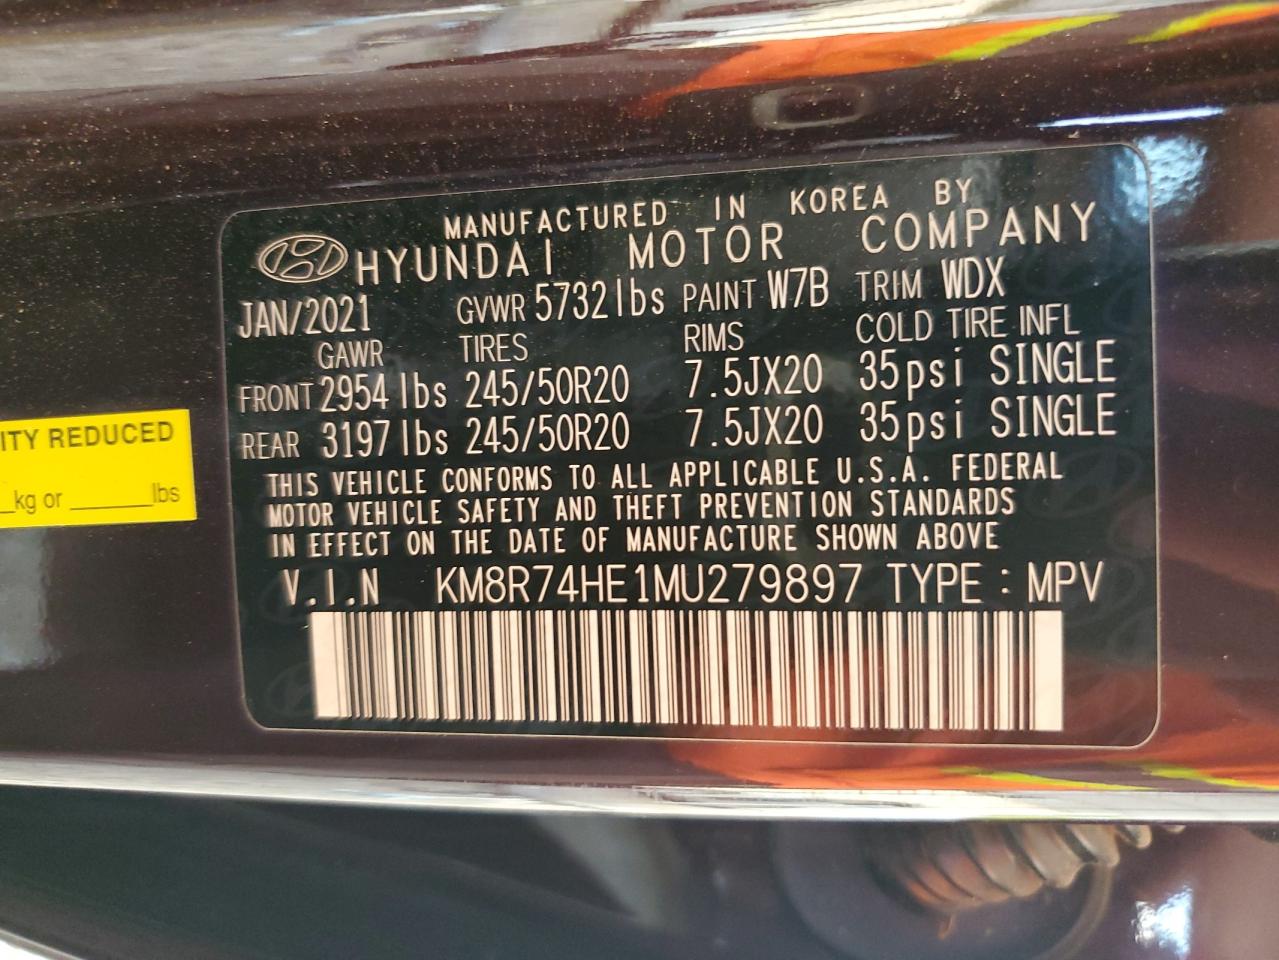 MANUFACTURED IN KOREA BY
HYUNDAI MOTOR COMPANY
JAN/2021 GVWR 5732lbs PAINT W7B TRIM WDX
GAWR TIRES RIMS COLD TIRE INFL
FRONT 2954lbs 245/50R20 7.5JX20 35psi SINGLE
REAR 3197lbs 245/50R20 7.5JX20 35psi SINGLE
THIS VEHICLE CONFORMS TO ALL APPLICABLE U.S.A. FEDERAL
MOTOR VEHICLE SAFETY AND THEFT PREVENTION STANDARDS
IN EFFECT ON THE DATE OF MANUFACTURE SHOWN ABOVE
V.I.N KM8R74HE1MU279897 TYPE : MPV
ITY REDUCED
_kg or ______lbs